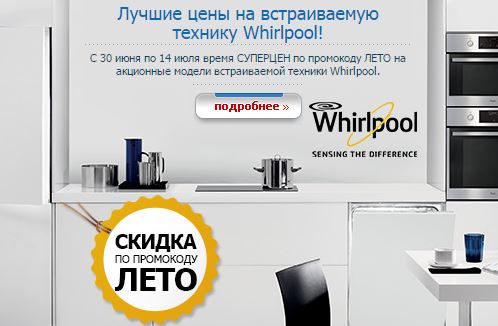 Лучшие цены на встраиваемую
технику Whirlpool!
С 30 июня по 14 июля время СУПЕРЦЕН по промокоду ЛЕТО на
акционные модели встраиваемой техники Whirlpool.
подробнее »
Whirlpool
SENSING THE DIFFERENCE
СКИДКА
ПО ПРОМОКОДУ
ЛЕТО